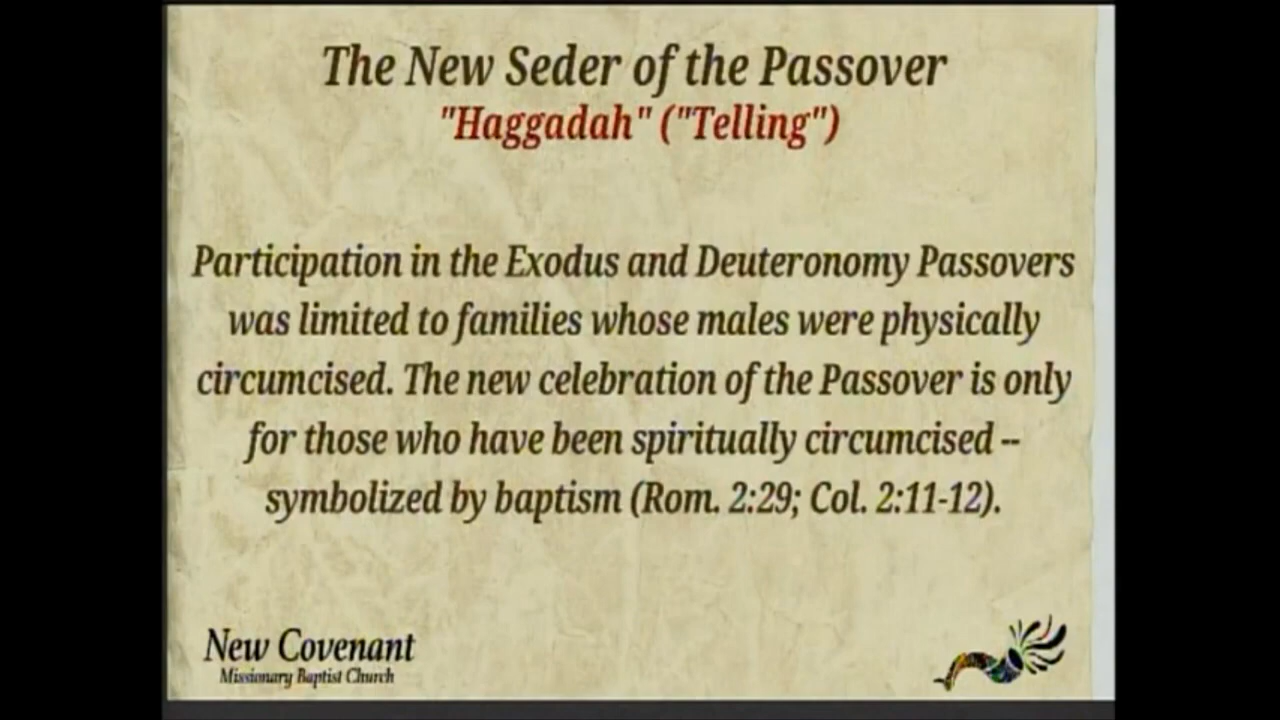 The New Seder of the Passover
"Haggadah" ("Telling")
Participation in the Exodus and Deuteronomy Passovers
was limited to families whose males were physically
circumcised. The new celebration of the Passover is only
for those who have been spiritually circumcised --
symbolized by baptism (Rom. 2:29; Col. 2:11-12).
New Covenant
Missionary Baptist Church